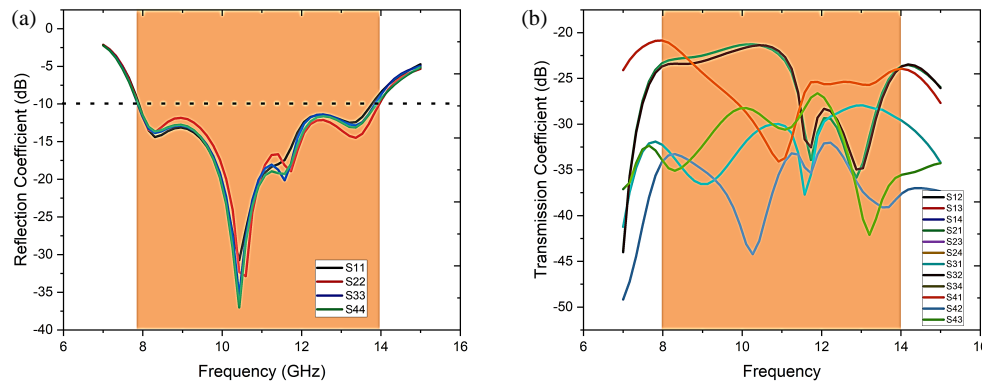 (a)
0
-5
-10
-15
-20
-25
-30
-35
-40
Reflection Coefficient (dB)
6
8
10
12
14
16
Frequency (GHz)
S11
S22
S33
S44
(b)
-20
-25
-30
-35
-40
-45
-50
Transmission Coefficient (dB)
6
8
10
12
14
16
Frequency
S12
S13
S14
S21
S23
S24
S31
S32
S34
S41
S42
S43